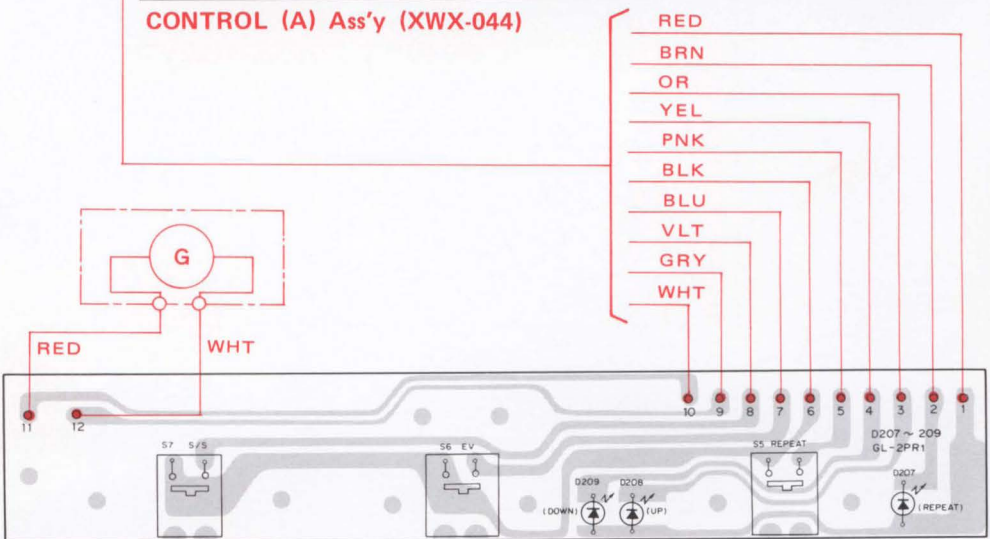 CONTROL (A) Ass'y (XWX-044)
RED
BRN
OR
YEL
PNK
BLK
BLU
VLT
GRY
WHT
G
RED
WHT
11
12
10
9
8
7
6
5
4
3
2
1
D207 ~ 209
GL-2PR1
S7 S/S
S6 EV
S5 REPEAT
D209
D208
D207
(DOWN)
(UP)
(REPEAT)